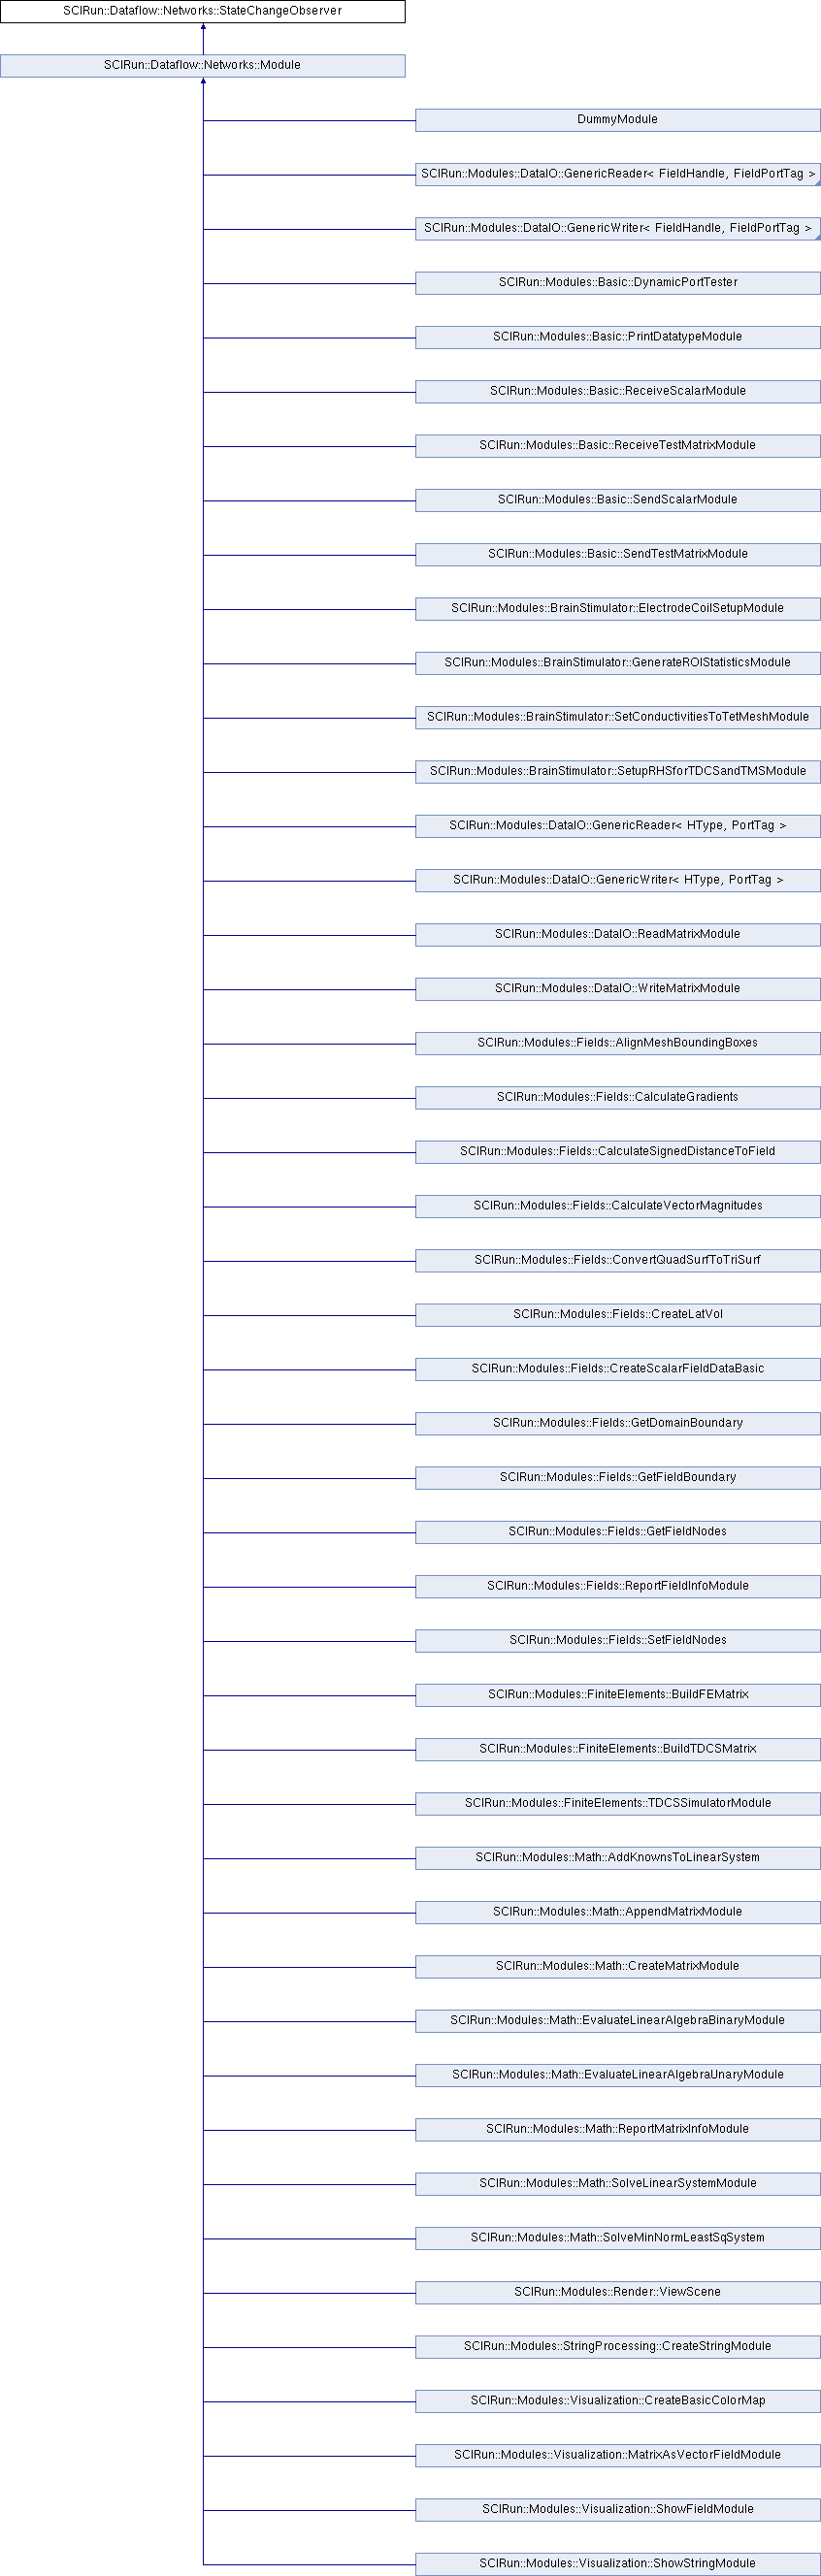 SCIRun::Dataflow::Networks::StateChangeObserver
SCIRun::Dataflow::Networks::Module
DummyModule
SCIRun::Modules::DataIO::GenericReader< FieldHandle, FieldPortTag >
SCIRun::Modules::DataIO::GenericWriter< FieldHandle, FieldPortTag >
SCIRun::Modules::Basic::DynamicPortTester
SCIRun::Modules::Basic::PrintDatatypeModule
SCIRun::Modules::Basic::ReceiveScalarModule
SCIRun::Modules::Basic::ReceiveTestMatrixModule
SCIRun::Modules::Basic::SendScalarModule
SCIRun::Modules::Basic::SendTestMatrixModule
SCIRun::Modules::BrainStimulator::ElectrodeCoilSetupModule
SCIRun::Modules::BrainStimulator::GenerateROIStatisticsModule
SCIRun::Modules::BrainStimulator::SetConductivitiesToTetMeshModule
SCIRun::Modules::BrainStimulator::SetupRHSforTDCSandTMSModule
SCIRun::Modules::DataIO::GenericReader< HType, PortTag >
SCIRun::Modules::DataIO::GenericWriter< HType, PortTag >
SCIRun::Modules::DataIO::ReadMatrixModule
SCIRun::Modules::DataIO::WriteMatrixModule
SCIRun::Modules::Fields::AlignMeshBoundingBoxes
SCIRun::Modules::Fields::CalculateGradients
SCIRun::Modules::Fields::CalculateSignedDistanceToField
SCIRun::Modules::Fields::CalculateVectorMagnitudes
SCIRun::Modules::Fields::ConvertQuadSurfToTriSurf
SCIRun::Modules::Fields::CreateLatVol
SCIRun::Modules::Fields::CreateScalarFieldDataBasic
SCIRun::Modules::Fields::GetDomainBoundary
SCIRun::Modules::Fields::GetFieldBoundary
SCIRun::Modules::Fields::GetFieldNodes
SCIRun::Modules::Fields::ReportFieldInfoModule
SCIRun::Modules::Fields::SetFieldNodes
SCIRun::Modules::FiniteElements::BuildFEMatrix
SCIRun::Modules::FiniteElements::BuildTDCSMatrix
SCIRun::Modules::FiniteElements::TDCSSimulatorModule
SCIRun::Modules::Math::AddKnownsToLinearSystem
SCIRun::Modules::Math::AppendMatrixModule
SCIRun::Modules::Math::CreateMatrixModule
SCIRun::Modules::Math::EvaluateLinearAlgebraBinaryModule
SCIRun::Modules::Math::EvaluateLinearAlgebraUnaryModule
SCIRun::Modules::Math::ReportMatrixInfoModule
SCIRun::Modules::Math::SolveLinearSystemModule
SCIRun::Modules::Math::SolveMinNormLeastSqSystem
SCIRun::Modules::Render::ViewScene
SCIRun::Modules::StringProcessing::CreateStringModule
SCIRun::Modules::Visualization::CreateBasicColorMap
SCIRun::Modules::Visualization::MatrixAsVectorFieldModule
SCIRun::Modules::Visualization::ShowFieldModule
SCIRun::Modules::Visualization::ShowStringModule